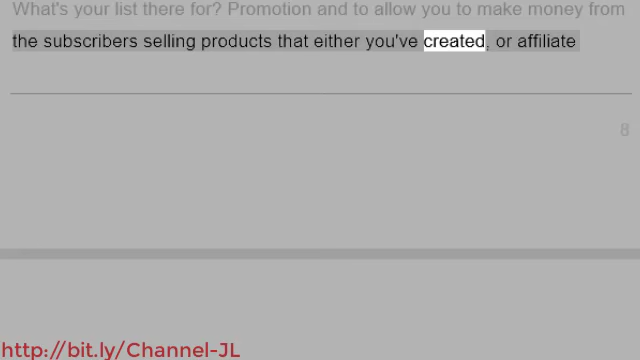 What's your list there for? Promotion and to allow you to make money from
the subscribers selling products that either you've created, or affiliate
8
http://bit.ly/Channel-JL